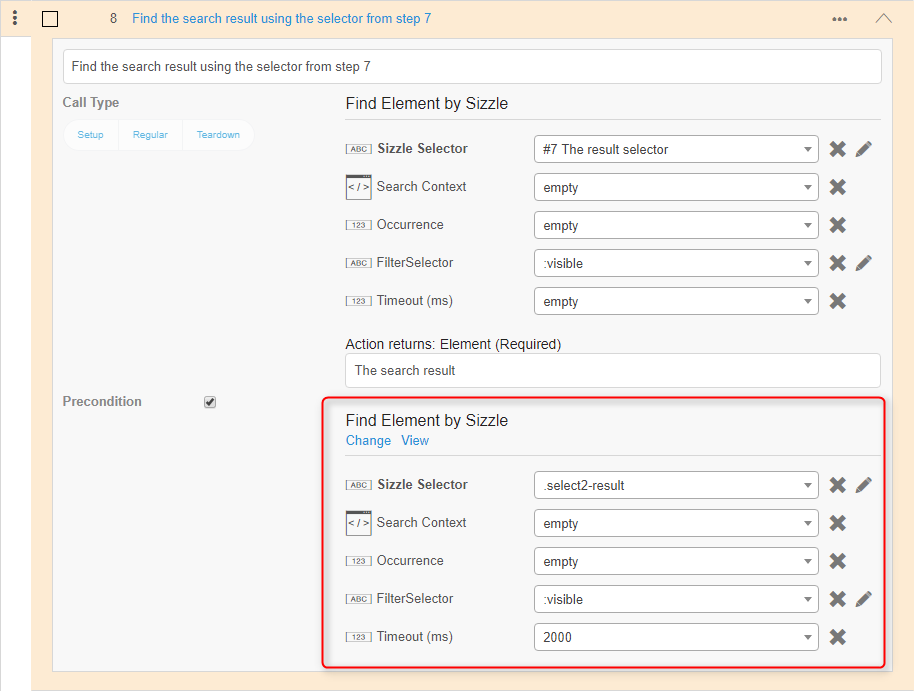 8 Find the search result using the selector from step 7
Find the search result using the selector from step 7
Call Type
Setup Regular Teardown
Find Element by Sizzle
ABC Sizzle Selector #7 The result selector
</> Search Context empty
123 Occurrence empty
ABC FilterSelector :visible
123 Timeout (ms) empty
Action returns: Element (Required)
The search result
Precondition
Find Element by Sizzle
Change View
ABC Sizzle Selector .select2-result
</> Search Context empty
123 Occurrence empty
ABC FilterSelector :visible
123 Timeout (ms) 2000